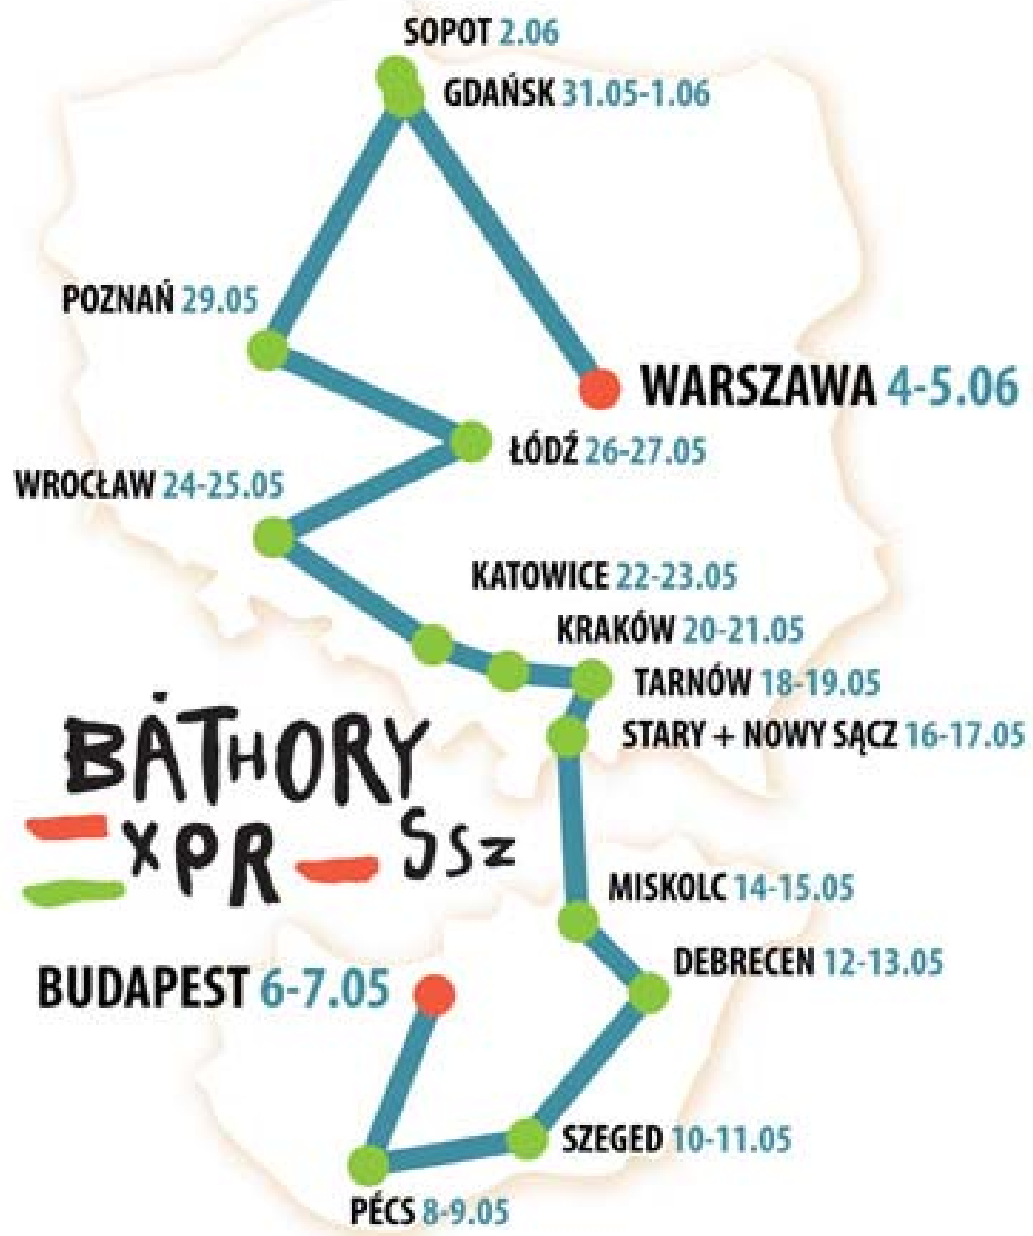 SOPOT 2.06
GDAŃSK 31.05-1.06
POZNAŃ 29.05
WARSZAWA 4-5.06
ŁÓDŹ 26-27.05
WROCŁAW 24-25.05
KATOWICE 22-23.05
KRAKÓW 20-21.05
TARNÓW 18-19.05
STARY + NOWY SĄCZ 16-17.05
BÁTHORY
XPR SSZ
MISKOLC 14-15.05
DEBRECEN 12-13.05
BUDAPEST 6-7.05
SZEGED 10-11.05
PÉCS 8-9.05